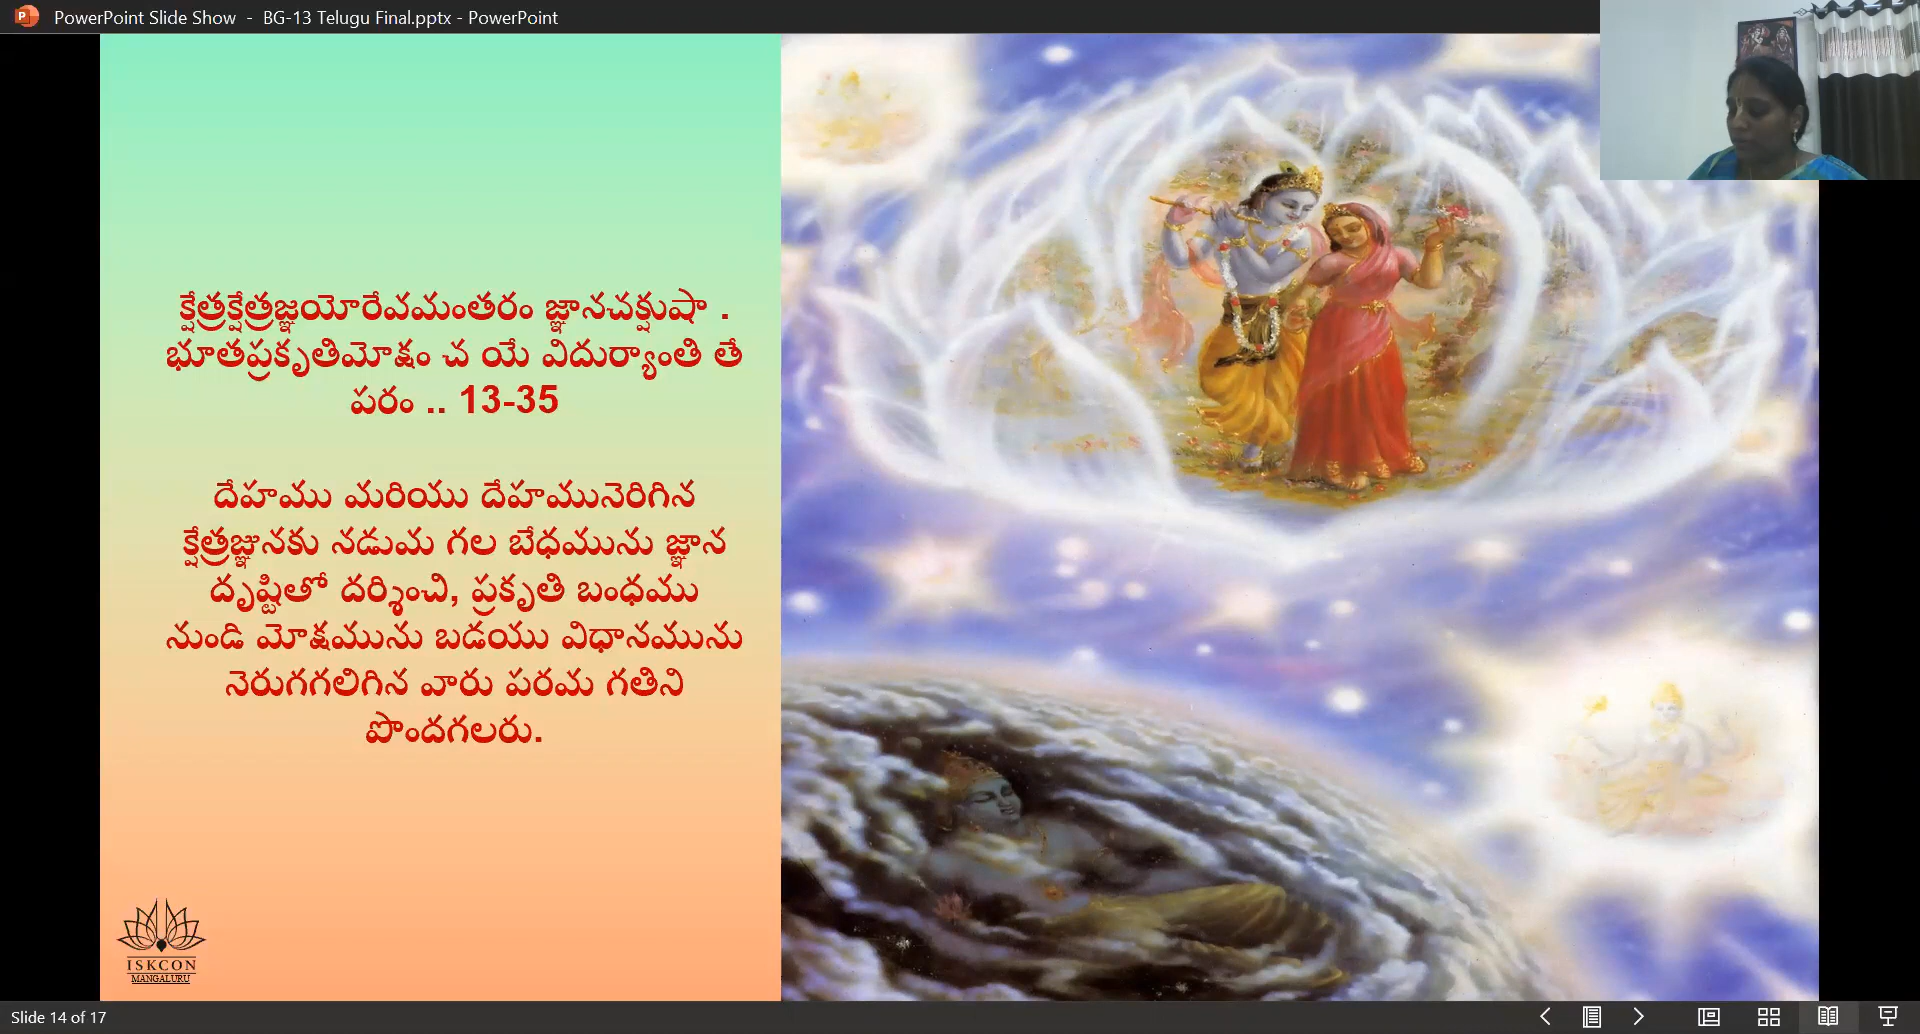 PowerPoint Slide Show - BG-13 Telugu Final.pptx - PowerPoint
క్షేత్రక్షేత్రజ్ఞయోరేవమంతరం జ్ఞానచక్షుషా .
భూతప్రకృతిమోక్షం చ యే విదుర్యాంతి తే
పరం .. 13-35
దేహము మరియు దేహమునెరిగిన
క్షేత్రజ్ఞునకు నడుమ గల బేధమును జ్ఞాన
దృష్టితో దర్శించి, ప్రకృతి బంధము
నుండి మోక్షమును బడయు విధానమును
నెరుగగలిగిన వారు పరమ గతిని
పొందగలరు.
ISKCON
MANGALURU
Slide 14 of 17